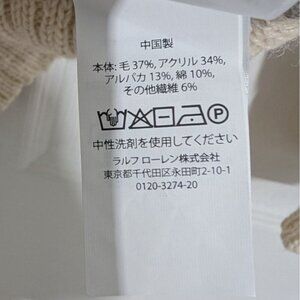 中国製
本体: 毛 37%, アクリル 34%,
アルパカ 13%, 綿 10%,
その他繊維 6%
中性洗剤を使用してください
ラルフ ローレン株式会社
東京都千代田区永田町2-10-1
0120-3274-20